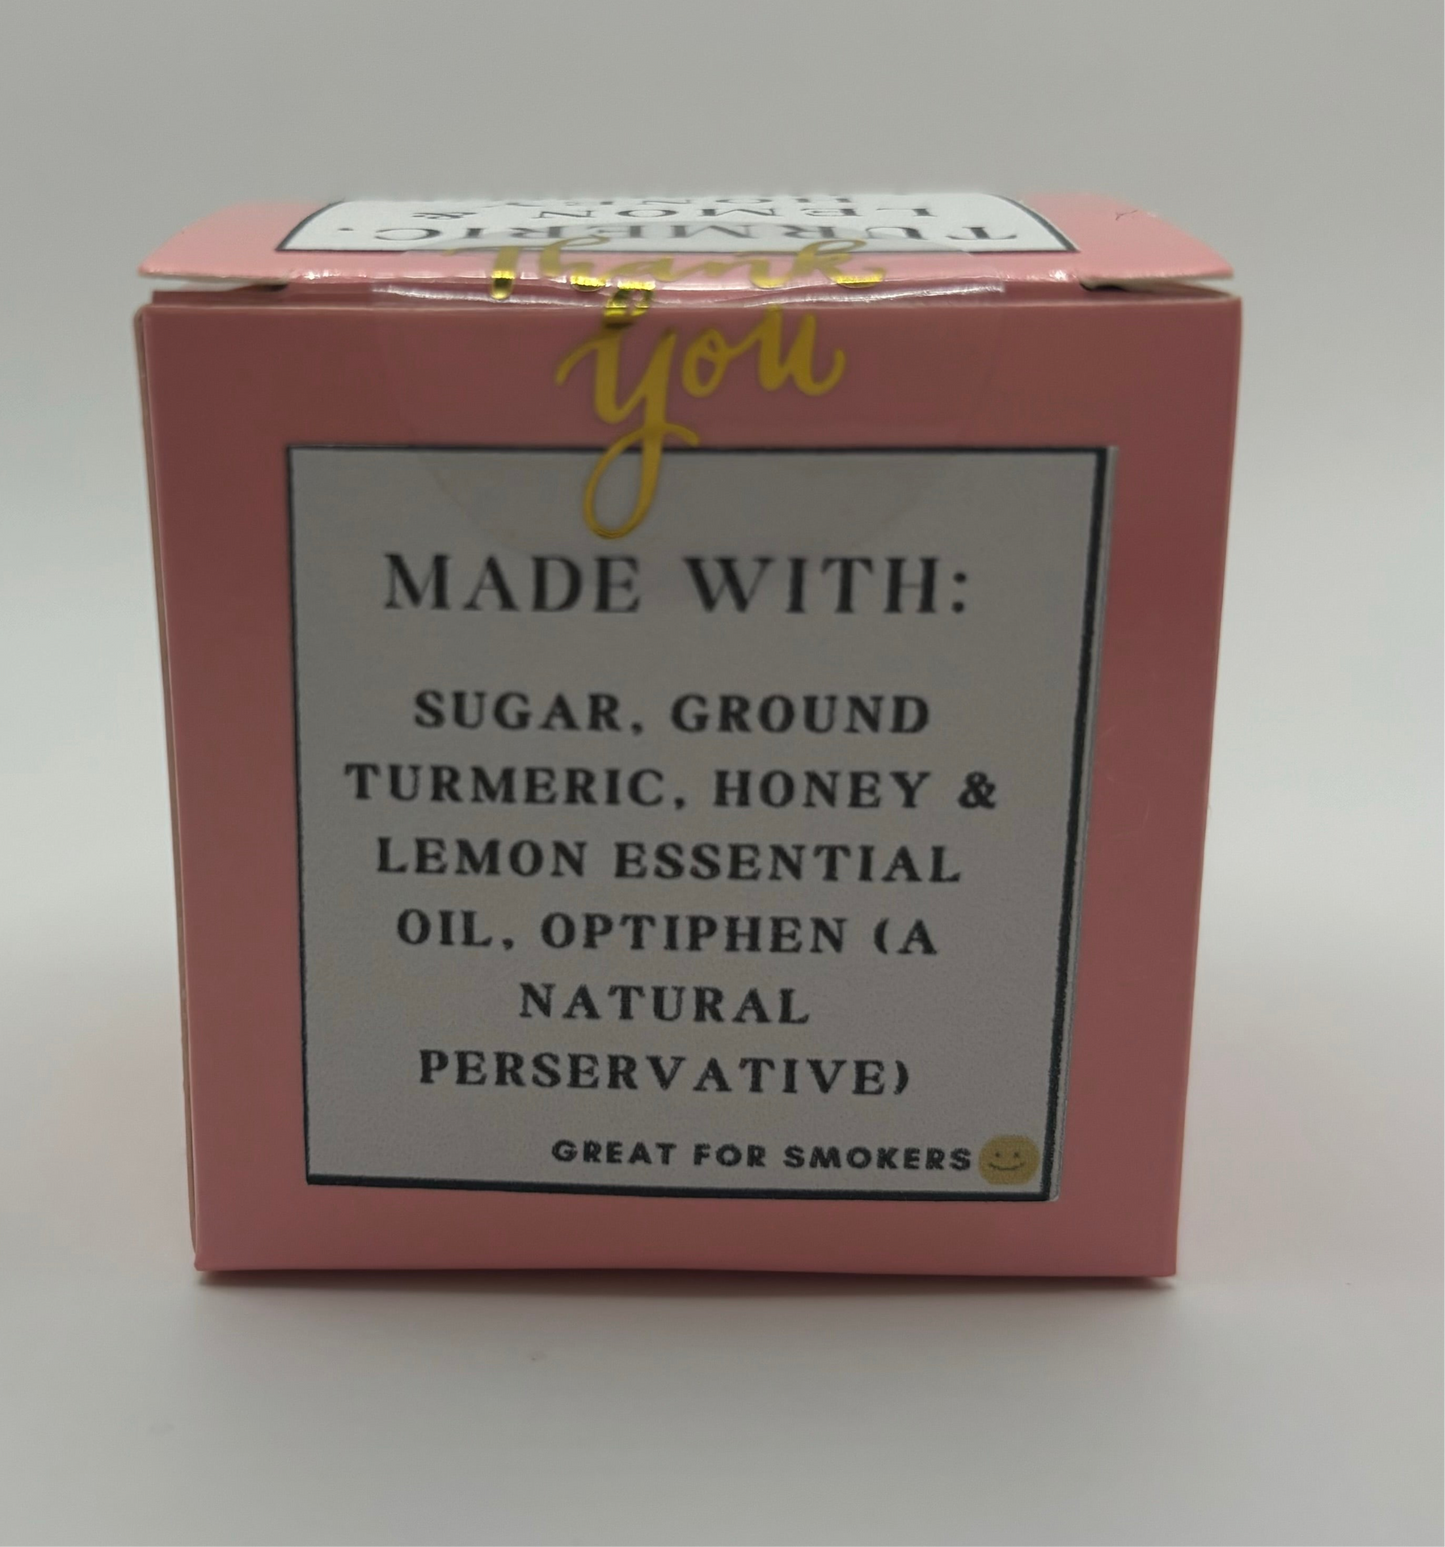 TURMERIC,
LEMON &
HONEY
Thank
you
MADE WITH:
SUGAR, GROUND
TURMERIC, HONEY &
LEMON ESSENTIAL
OIL, OPTIPHEN (A
NATURAL
PERSERVATIVE)
GREAT FOR SMOKERS